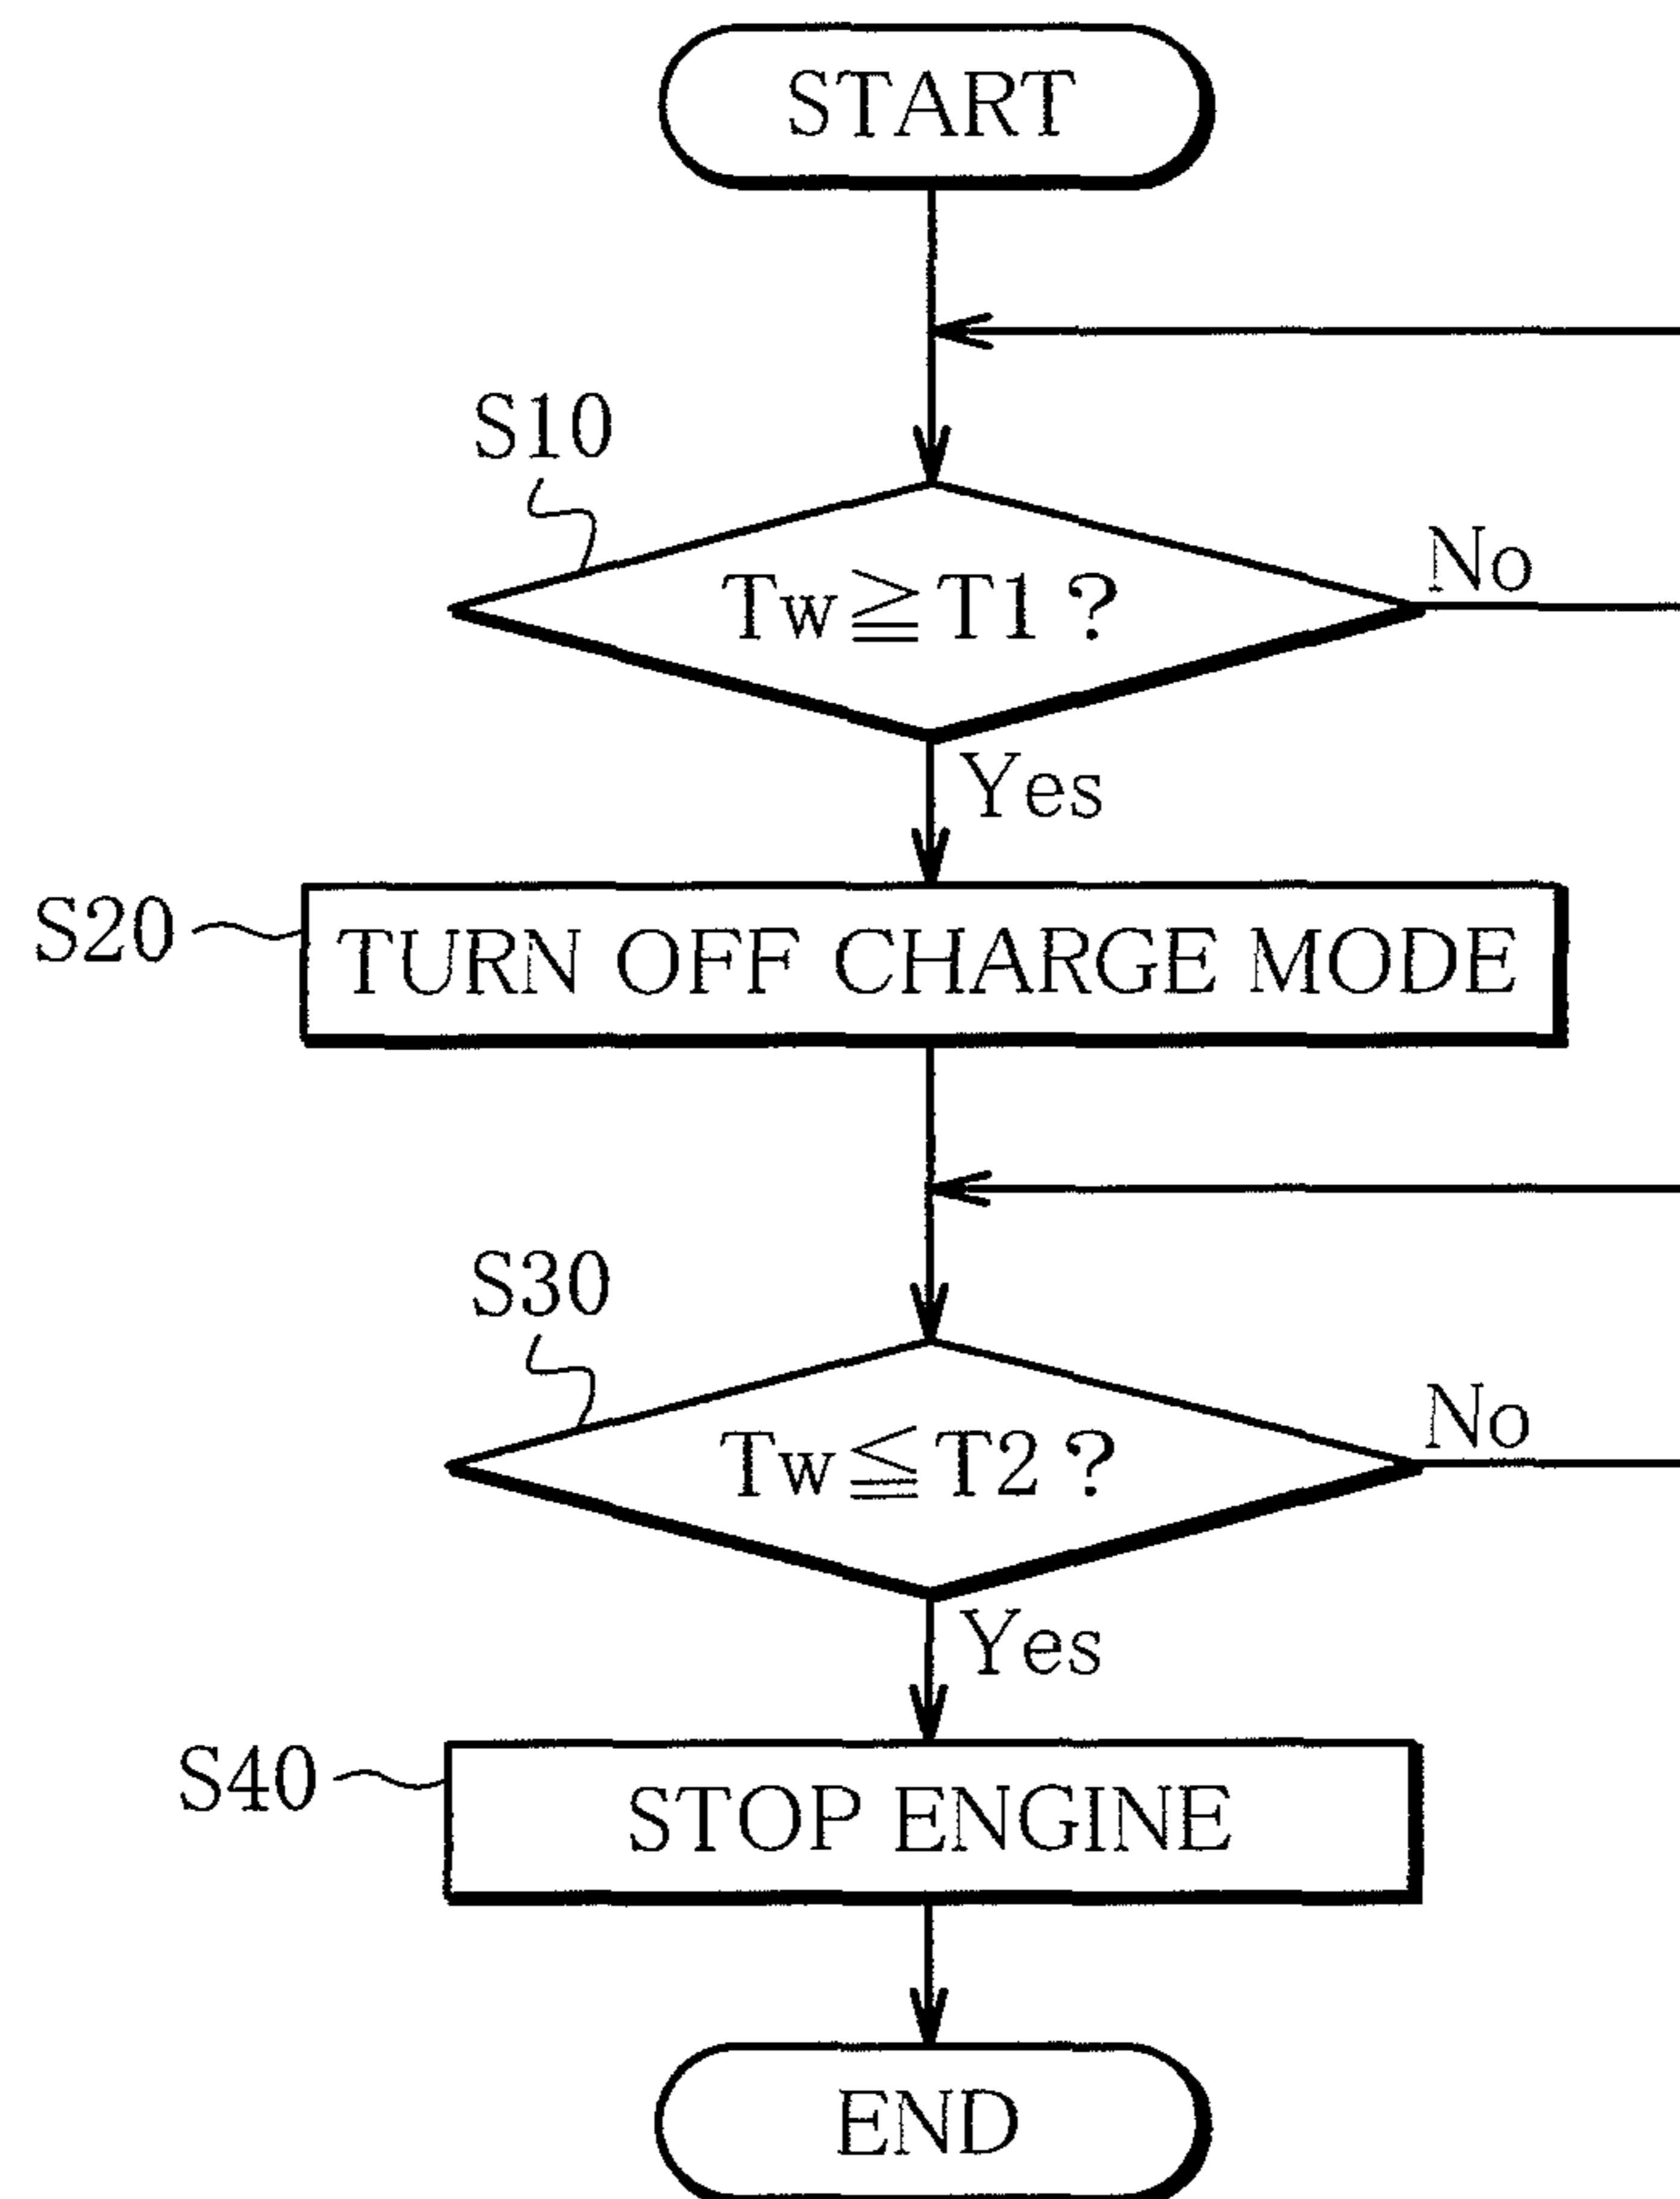 START
S10
Tw≧T1?
No
Yes
S20
TURN OFF CHARGE MODE
S30
Tw≦T2?
No
Yes
S40
STOP ENGINE
END